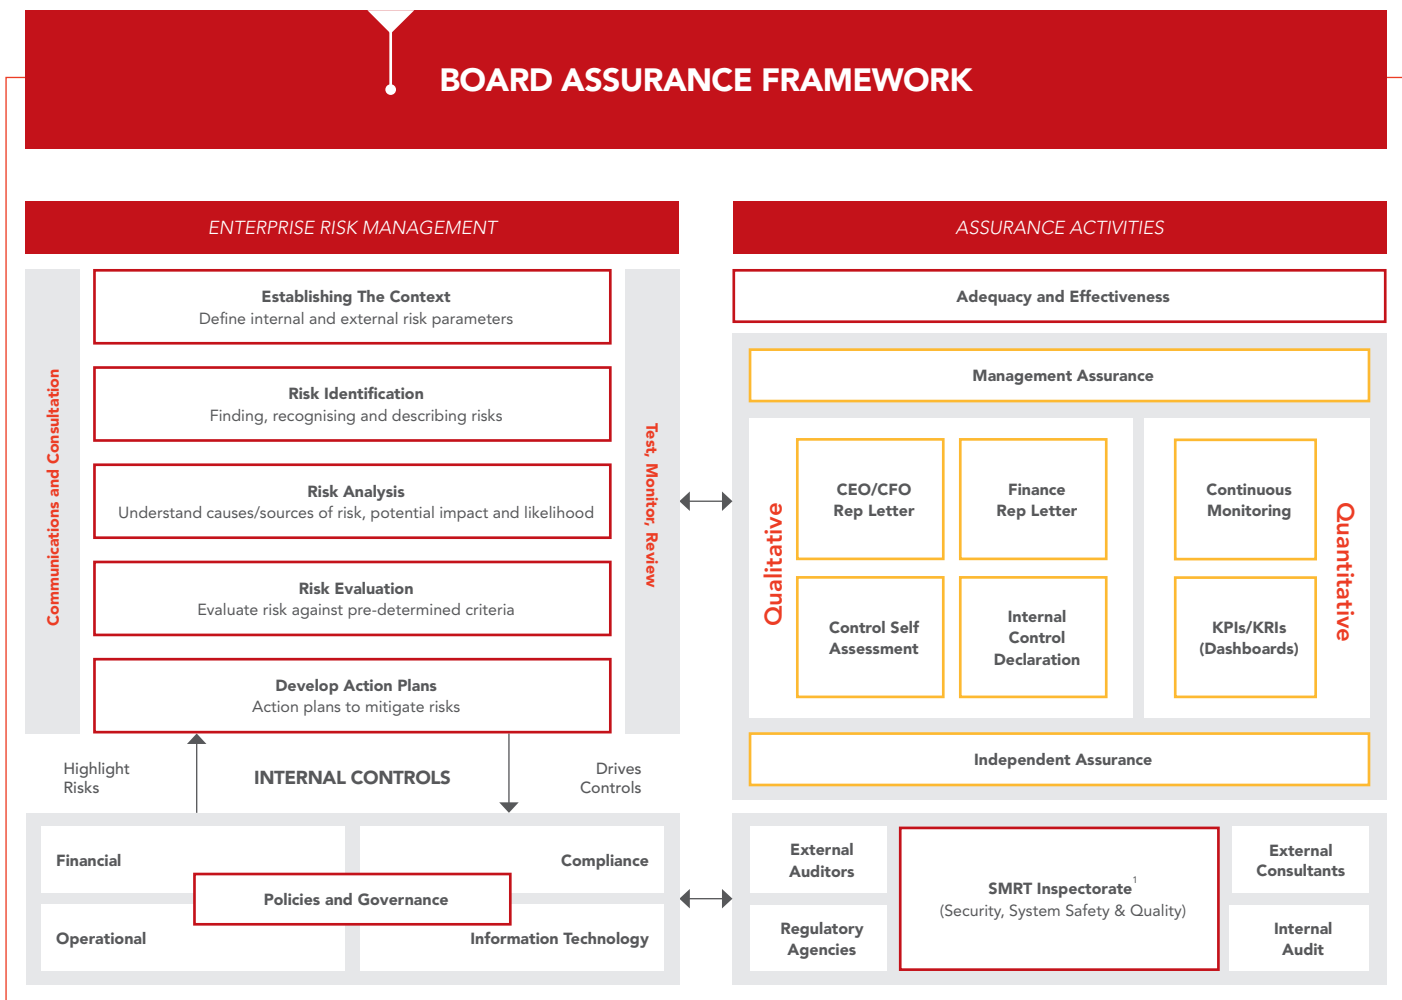 BOARD ASSURANCE FRAMEWORK
ENTERPRISE RISK MANAGEMENT
Communications and Consultation
Establishing The Context
Define internal and external risk parameters
Risk Identification
Finding, recognising and describing risks
Risk Analysis
Understand causes/sources of risk, potential impact and likelihood
Risk Evaluation
Evaluate risk against pre-determined criteria
Develop Action Plans
Action plans to mitigate risks
Test, Monitor, Review
Highlight
Risks
INTERNAL CONTROLS
Drives
Controls
Financial
Compliance
Policies and Governance
Operational
Information Technology
ASSURANCE ACTIVITIES
Adequacy and Effectiveness
Management Assurance
Qualitative
CEO/CFO
Rep Letter
Finance
Rep Letter
Control Self
Assessment
Internal
Control
Declaration
Continuous
Monitoring
KPIs/KRIs
(Dashboards)
Quantitative
Independent Assurance
External
Auditors
Regulatory
Agencies
SMRT Inspectorate¹
(Security, System Safety & Quality)
External
Consultants
Internal
Audit